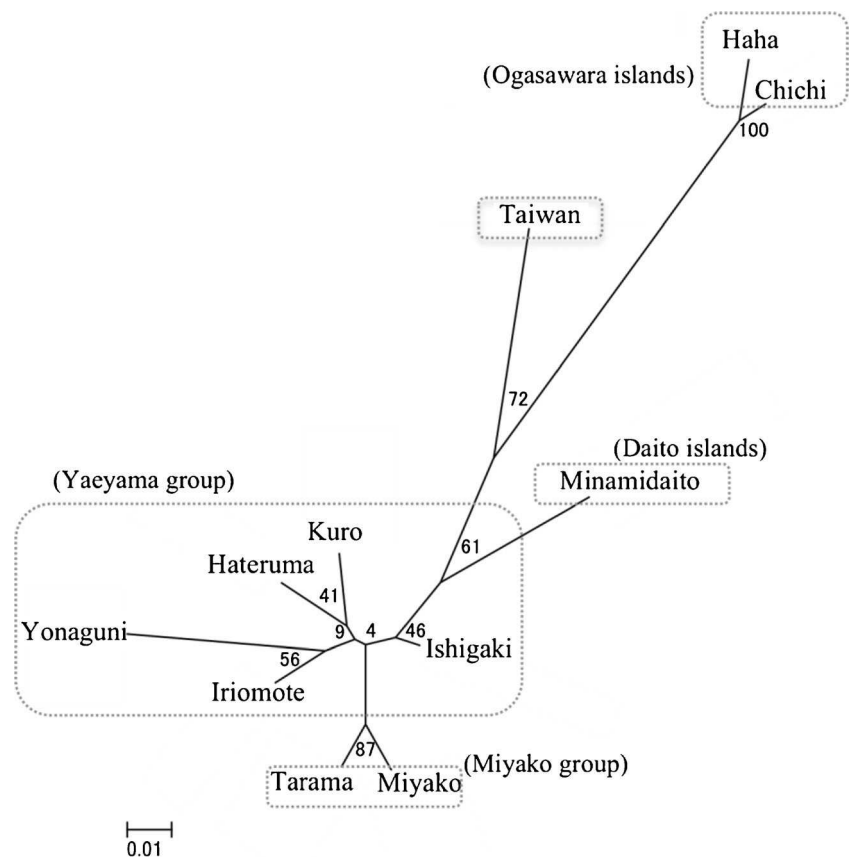 Haha
(Ogasawara islands)
Chichi
100
Taiwan
72
(Daito islands)
Minamidaito
(Yaeyama group)
Kuro
61
Hateruma
41
Yonaguni
9
4
46
Ishigaki
56
Iriomote
87
(Miyako group)
Tarama
Miyako
0.01